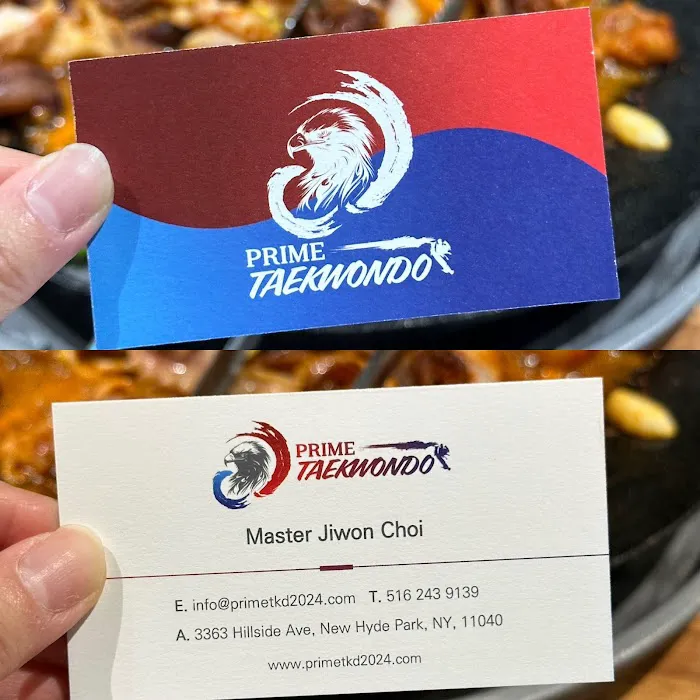 PRIME
TAEKWONDO
PRIME
TAEKWONDO
Master Jiwon Choi
E. info@primetkd2024.com T. 516 243 9139
A. 3363 Hillside Ave, New Hyde Park, NY, 11040
www.primetkd2024.com